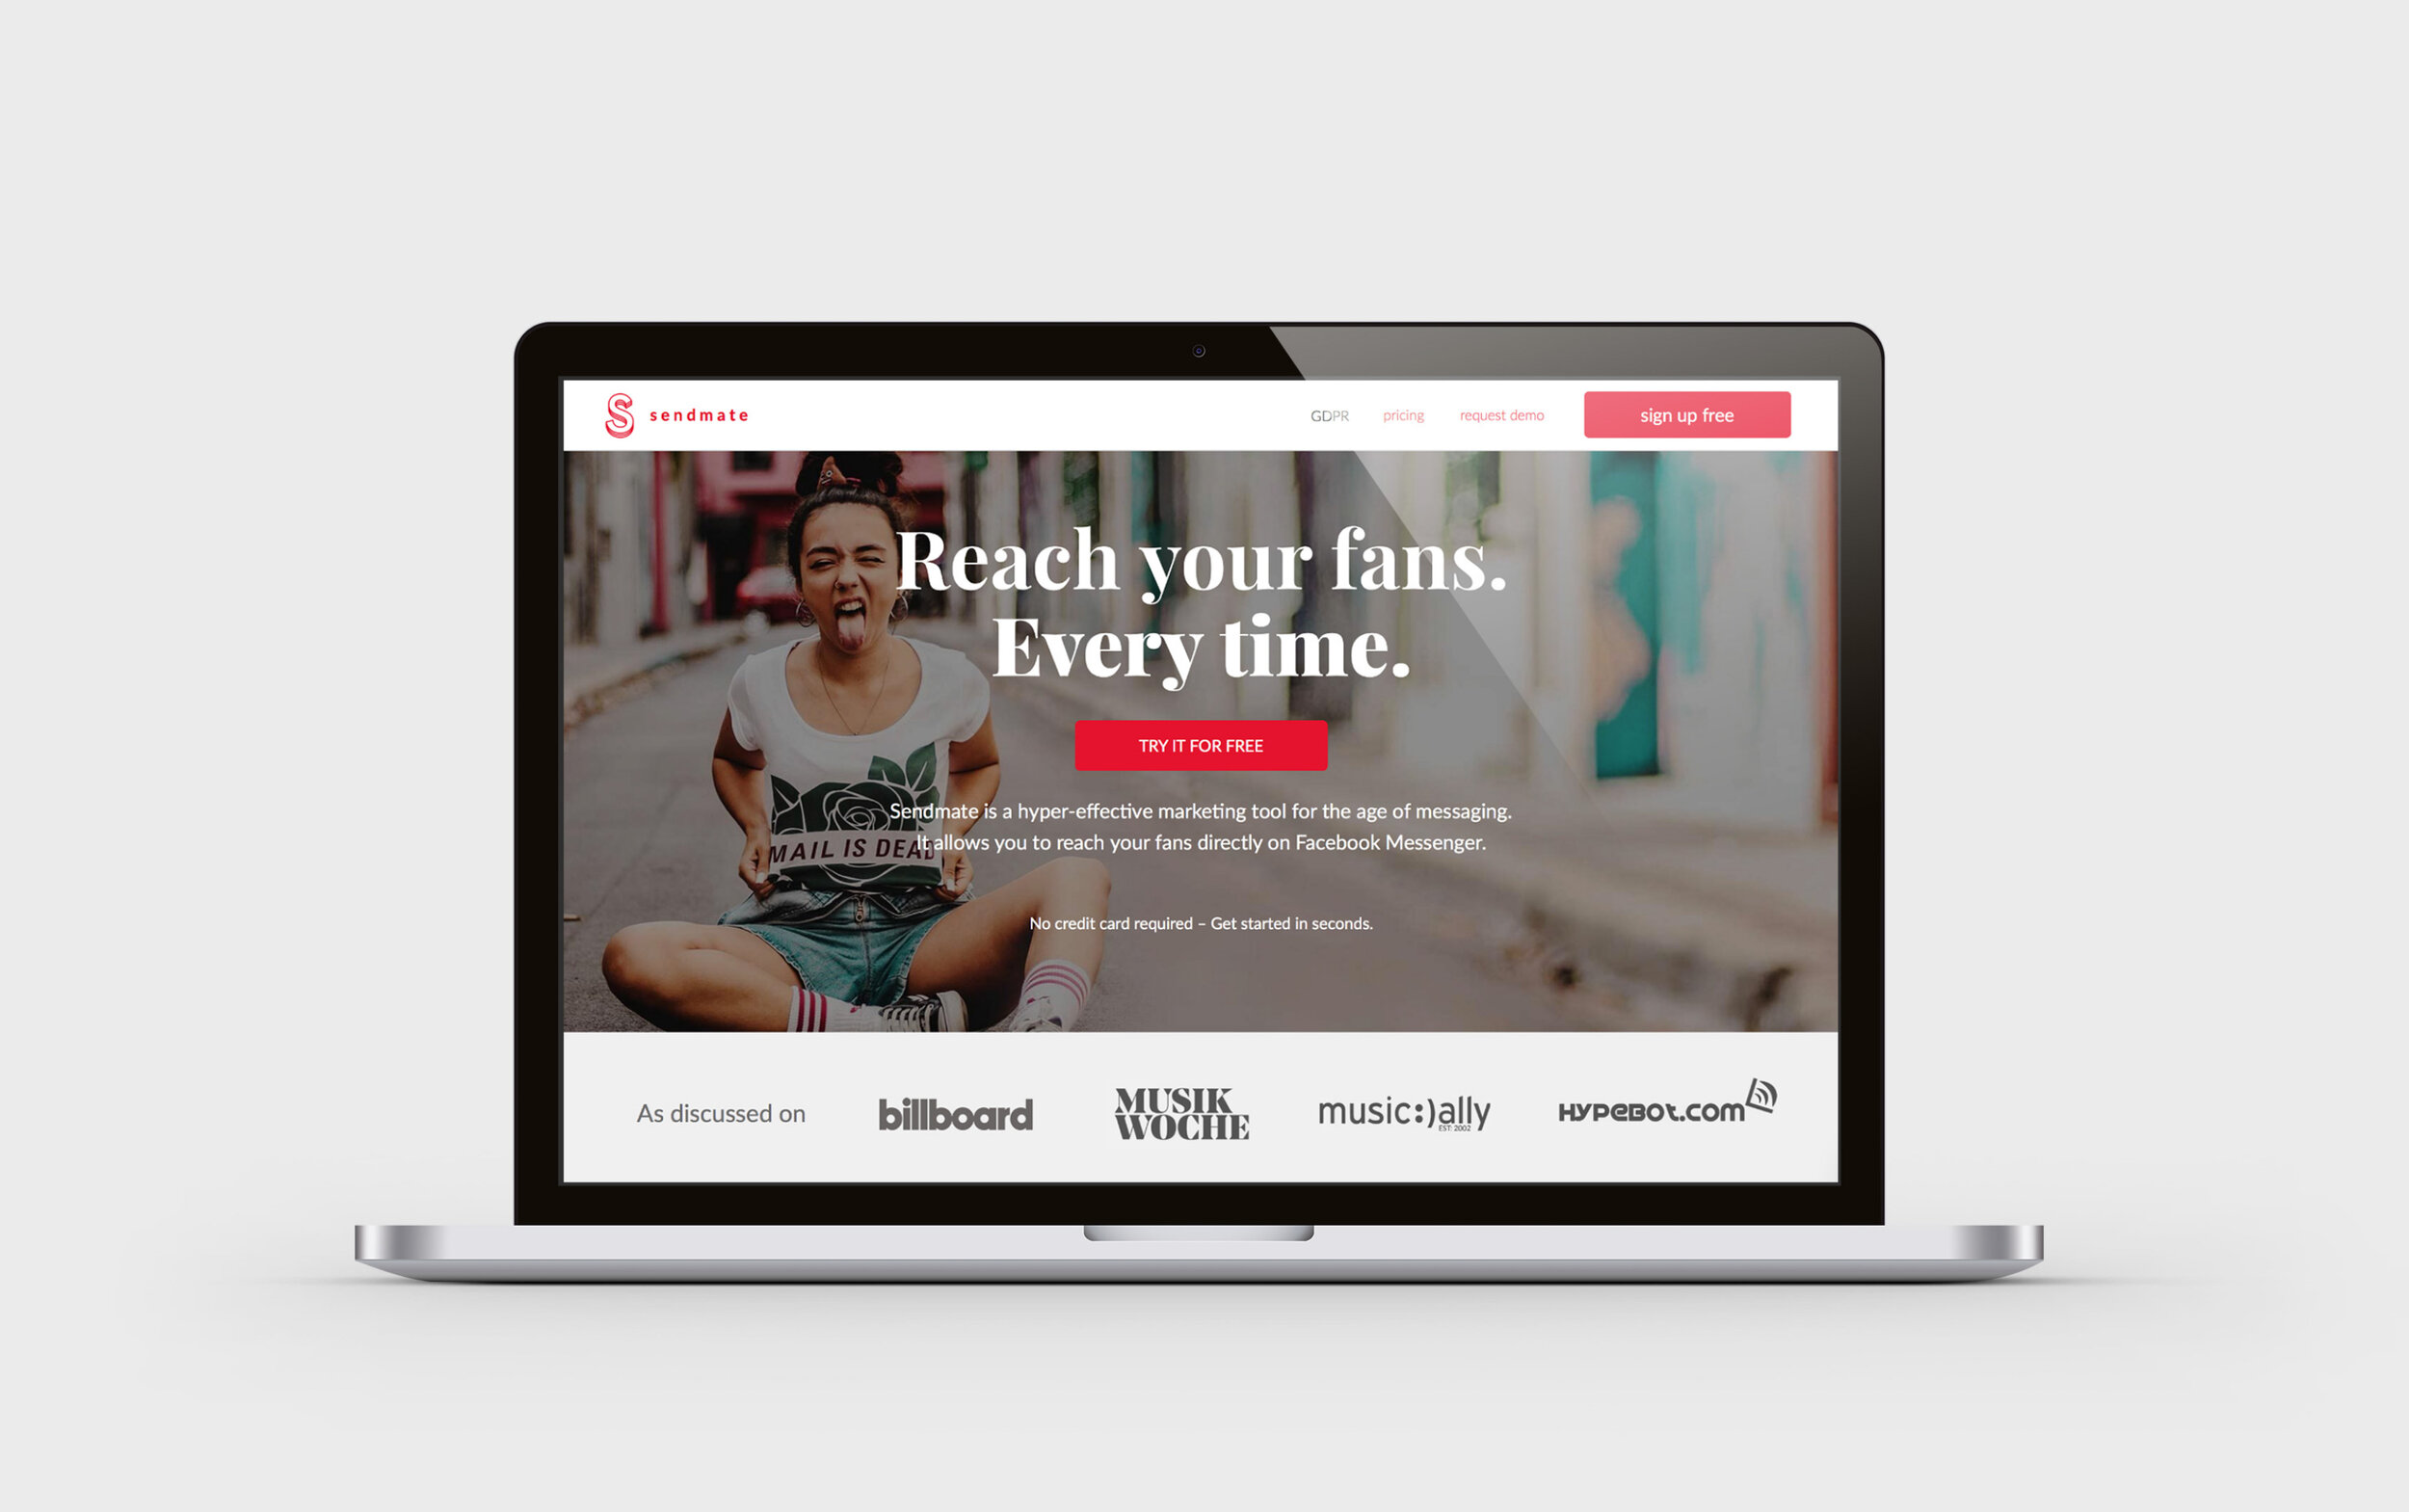 sendmate
GDPR
pricing
request demo
sign up free
Reach your fans.
Every time.
TRY IT FOR FREE
Sendmate is a hyper-effective marketing tool for the age of messaging.
It allows you to reach your fans directly on Facebook Messenger.
MAIL IS DEAD
No credit card required – Get started in seconds.
As discussed on
billboard
MUSIK
WOCHE
music:)ally
EST: 2002
HYPEBOT.COM